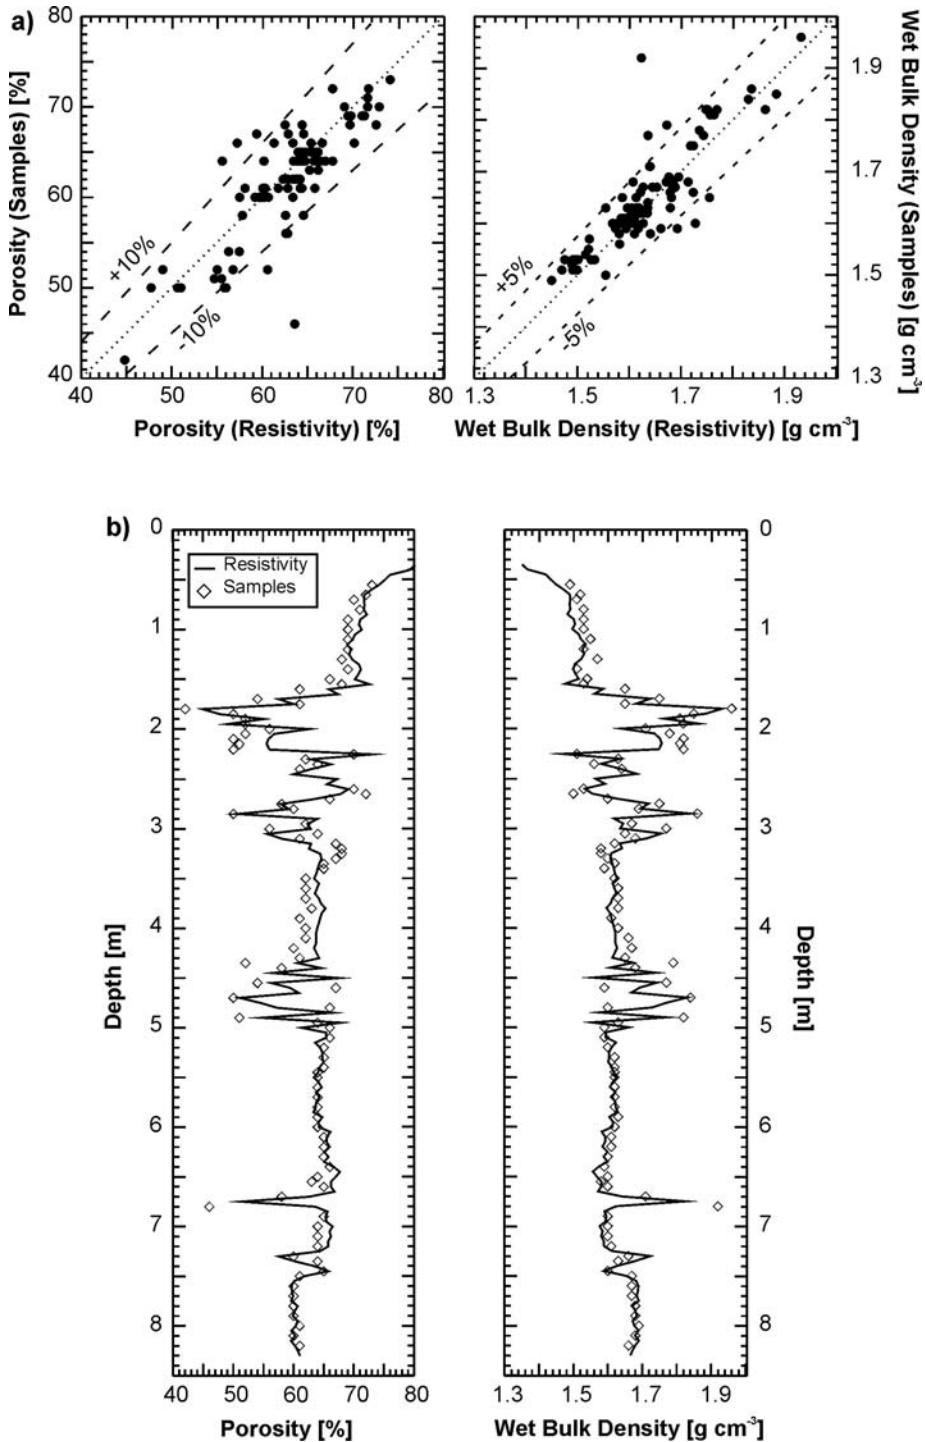 a)
80
70
60
50
40
Porosity (Samples) [%]
+10%
-10%
40 50 60 70 80
Porosity (Resistivity) [%]
+5%
-5%
1.9
1.7
1.5
1.3
Wet Bulk Density (Samples) [g cm-3]
1.3 1.5 1.7 1.9
Wet Bulk Density (Resistivity) [g cm-3]
b)
0
1
2
3
4
5
6
7
8
Depth [m]
Resistivity
Samples
40 60 80
Porosity [%]
0
1
2
3
4
5
6
7
8
Depth [m]
1.3 1.5 1.7 1.9
Wet Bulk Density [g cm-3]